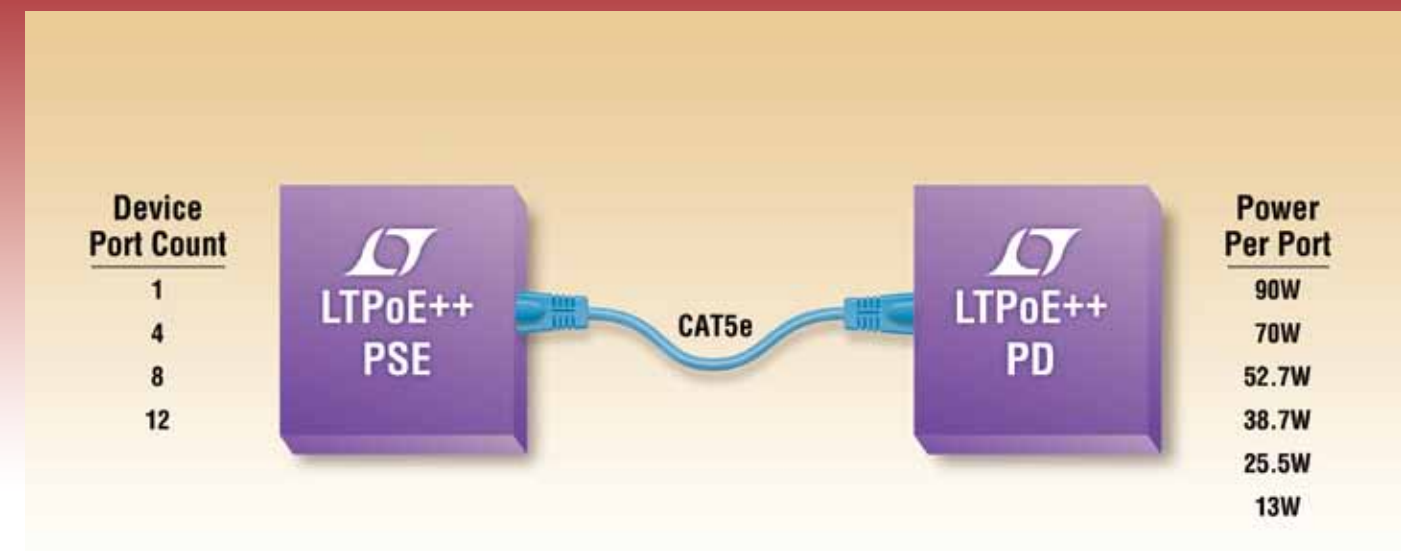 Device
Port Count
1
4
8
12
LTPoE++
PSE
CAT5e
LTPoE++
PD
Power
Per Port
90W
70W
52.7W
38.7W
25.5W
13W